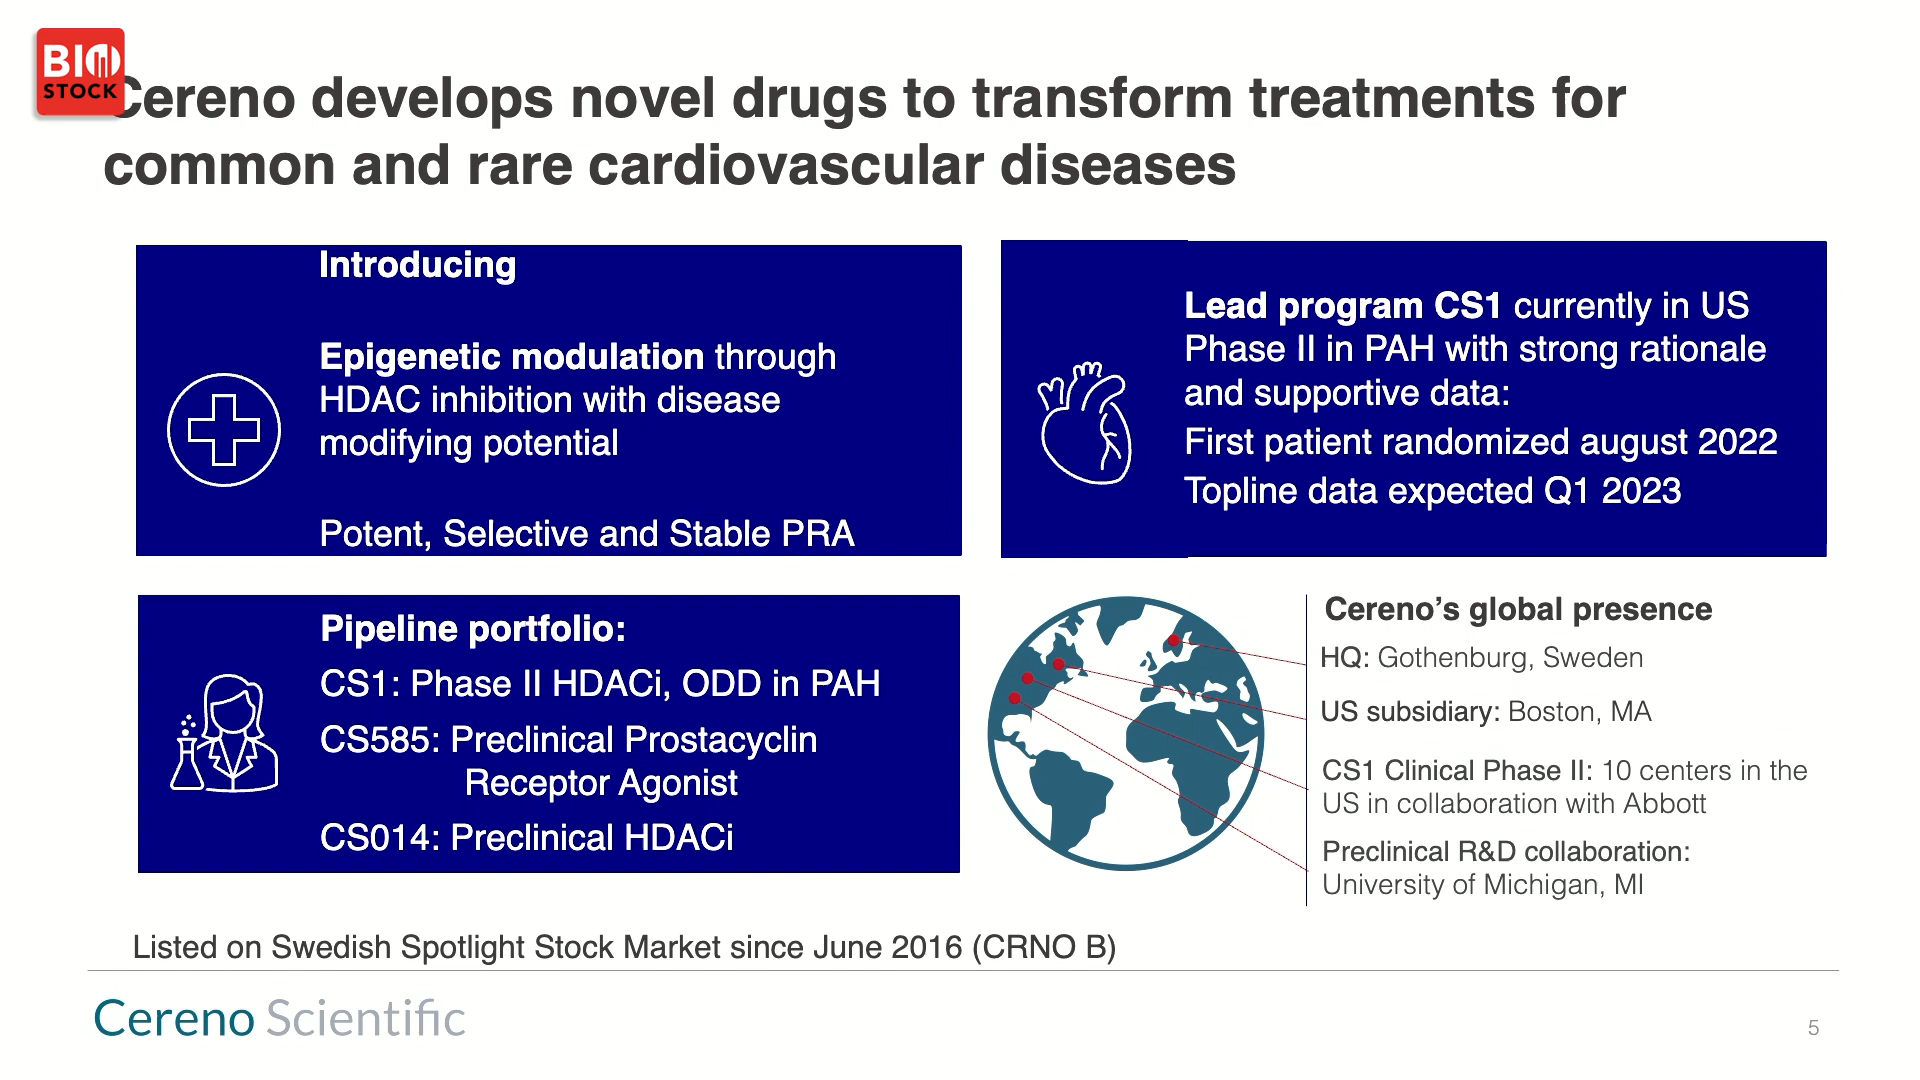 BIO
STOCK
Cereno develops novel drugs to transform treatments for
common and rare cardiovascular diseases
Introducing
Epigenetic modulation through
HDAC inhibition with disease
modifying potential
Potent, Selective and Stable PRA
Lead program CS1 currently in US
Phase II in PAH with strong rationale
and supportive data:
First patient randomized august 2022
Topline data expected Q1 2023
Pipeline portfolio:
CS1: Phase II HDACi, ODD in PAH
CS585: Preclinical Prostacyclin
Receptor Agonist
CS014: Preclinical HDACi
Cereno’s global presence
HQ: Gothenburg, Sweden
US subsidiary: Boston, MA
CS1 Clinical Phase II: 10 centers in the
US in collaboration with Abbott
Preclinical R&D collaboration:
University of Michigan, MI
Listed on Swedish Spotlight Stock Market since June 2016 (CRNO B)
Cereno Scientific
5